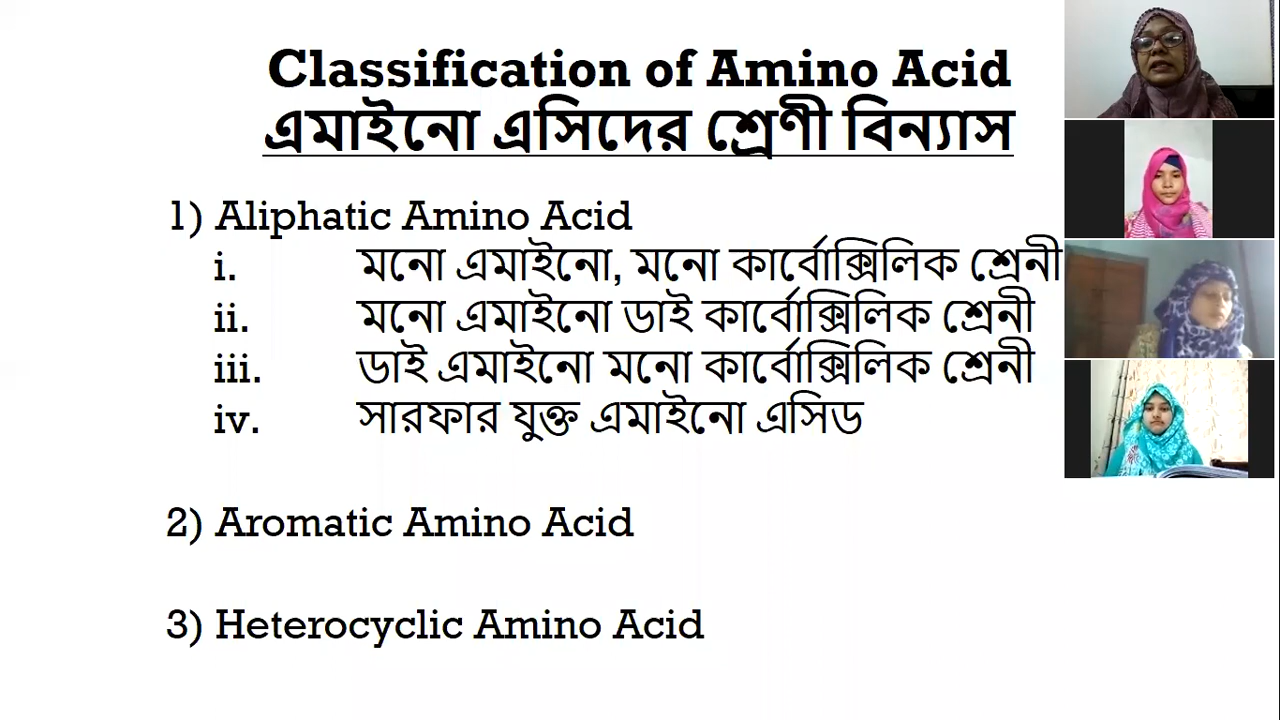 Classification of Amino Acid
এমাইনো এসিদের শ্রেণী বিন্যাস
1) Aliphatic Amino Acid
i. মনো এমাইনো, মনো কার্বোক্সিলিক শ্রেনী
ii. মনো এমাইনো ডাই কার্বোক্সিলিক শ্রেনী
iii. ডাই এমাইনো মনো কার্বোক্সিলিক শ্রেনী
iv. সারফার যুক্ত এমাইনো এসিড
2) Aromatic Amino Acid
3) Heterocyclic Amino Acid